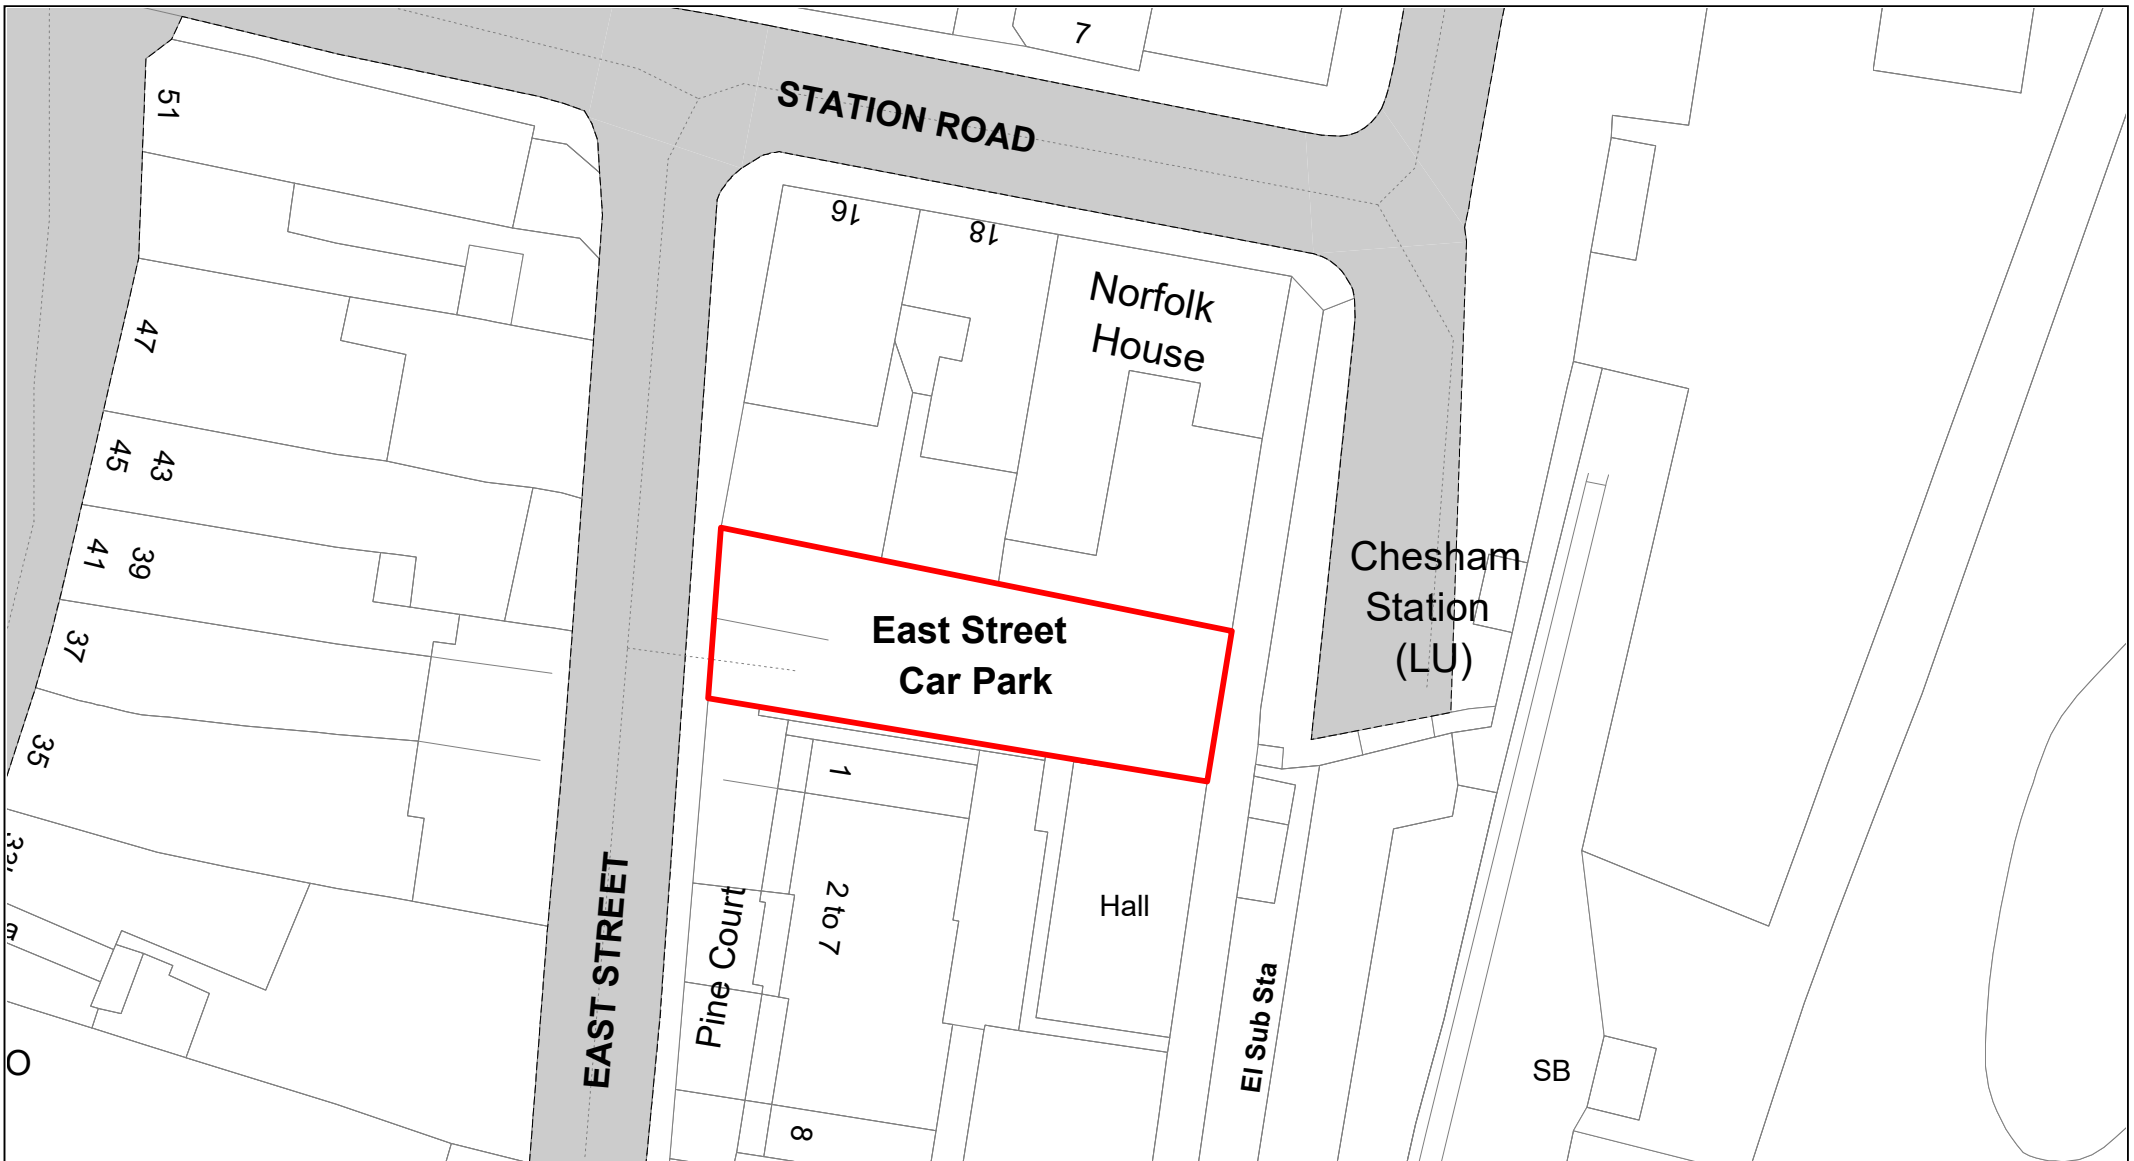 7
STATION ROAD
51
16
18
Norfolk
House
47
45
43
41
39
Chesham
Station
(LU)
East Street
Car Park
37
35
1
2 to 7
Hall
Pine Court
EAST STREET
El Sub Sta
SB
8
O